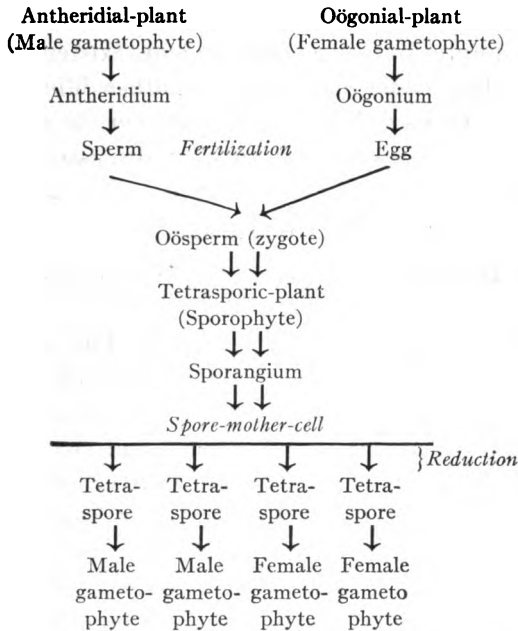 Antheridial-plant Oögonial-plant
(Male gametophyte) (Female gametophyte)
Antheridium Oögonium
Sperm Fertilization Egg
Oösperm (zygote)
Tetrasporic-plant
(Sporophyte)
Sporangium
Spore-mother-cell
}Reduction
Tetra- Tetra- Tetra- Tetra-
spore spore spore spore
Male Male Female Female
gameto- gameto- gameto- gameto
phyte phyte phyte phyte